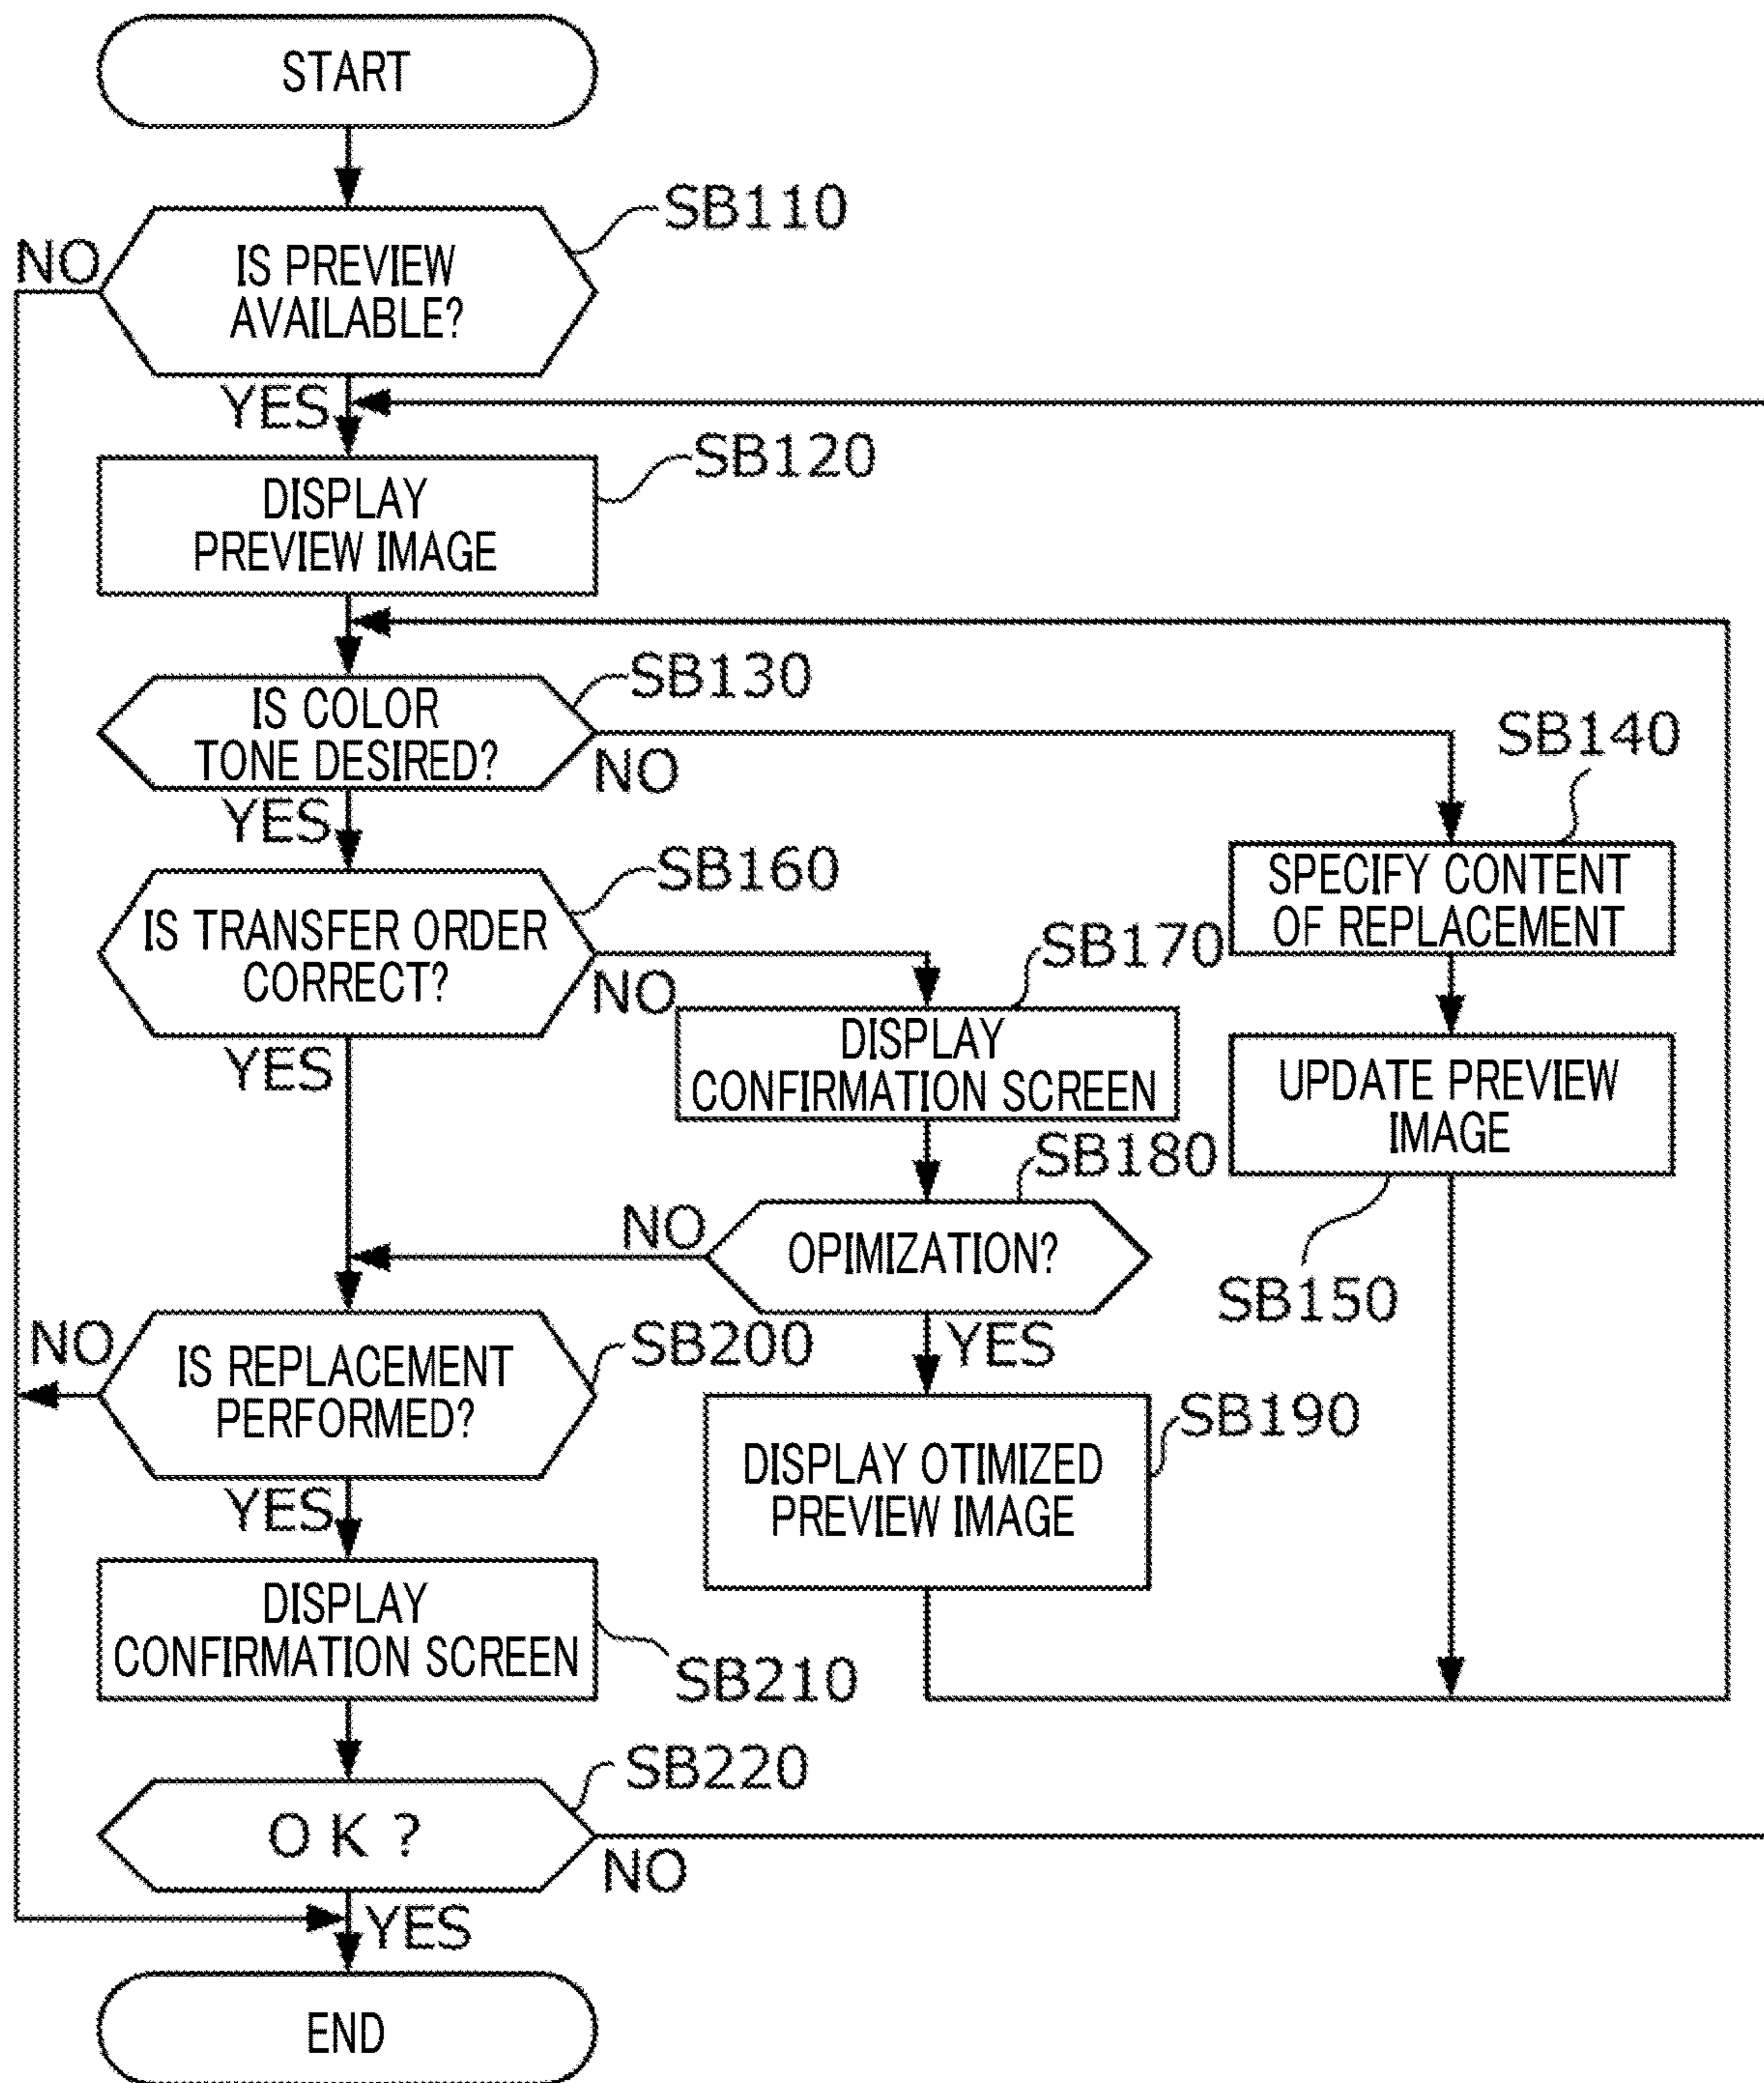 START
SB110
NO
IS PREVIEW
AVAILABLE?
YES
SB120
DISPLAY
PREVIEW IMAGE
SB130
IS COLOR
TONE DESIRED?
NO
SB140
YES
SB160
SPECIFY CONTENT
OF REPLACEMENT
IS TRANSFER ORDER
CORRECT?
NO
SB170
DISPLAY
CONFIRMATION SCREEN
YES
UPDATE PREVIEW
IMAGE
SB180
NO
OPIMIZATION?
SB150
YES
NO
SB200
IS REPLACEMENT
PERFORMED?
SB190
DISPLAY OTIMIZED
PREVIEW IMAGE
YES
DISPLAY
CONFIRMATION SCREEN
SB210
SB220
OK?
NO
YES
END